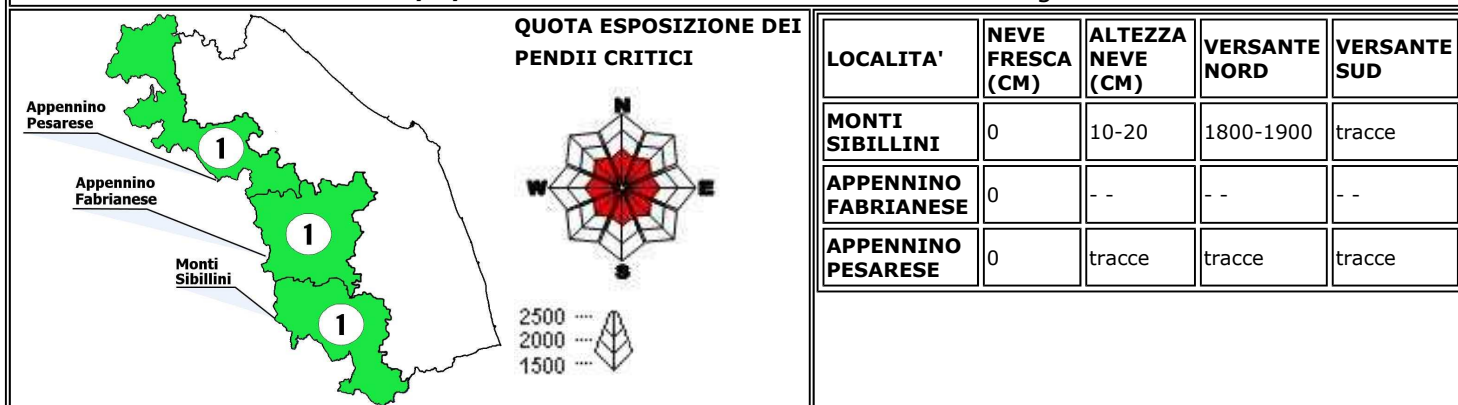 QUOTA ESPOSIZIONE DEI
PENDII CRITICI
Appennino
Pesarese
1
Appennino
Fabrianese
1
Monti
Sibillini
1
N
W
E
S
2500
2000
1500
LOCALITA' NEVE FRESCA (CM) ALTEZZA NEVE (CM) VERSANTE NORD VERSANTE SUD
MONTI SIBILLINI 0 10-20 1800-1900 tracce
APPENNINO FABRIANESE 0 - - - - - -
APPENNINO PESARESE 0 tracce tracce tracce